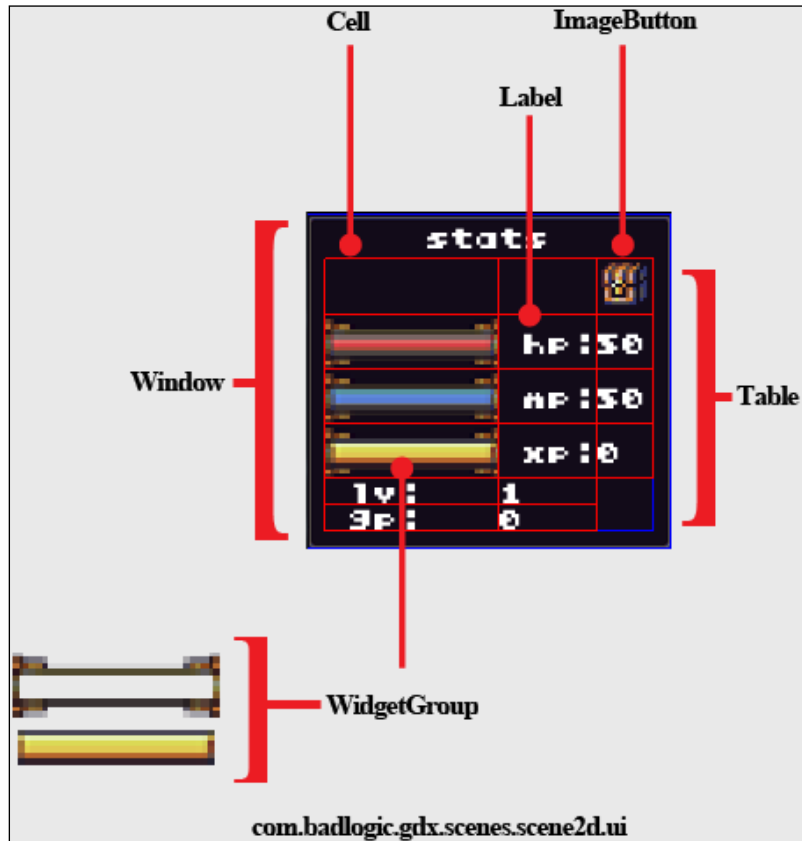 Cell
ImageButton
Label
stats
hp:50
Window
mp:50
Table
xp:0
lv: 1
gp: 0
WidgetGroup
com.badlogic.gdx.scenes.scene2d.ui